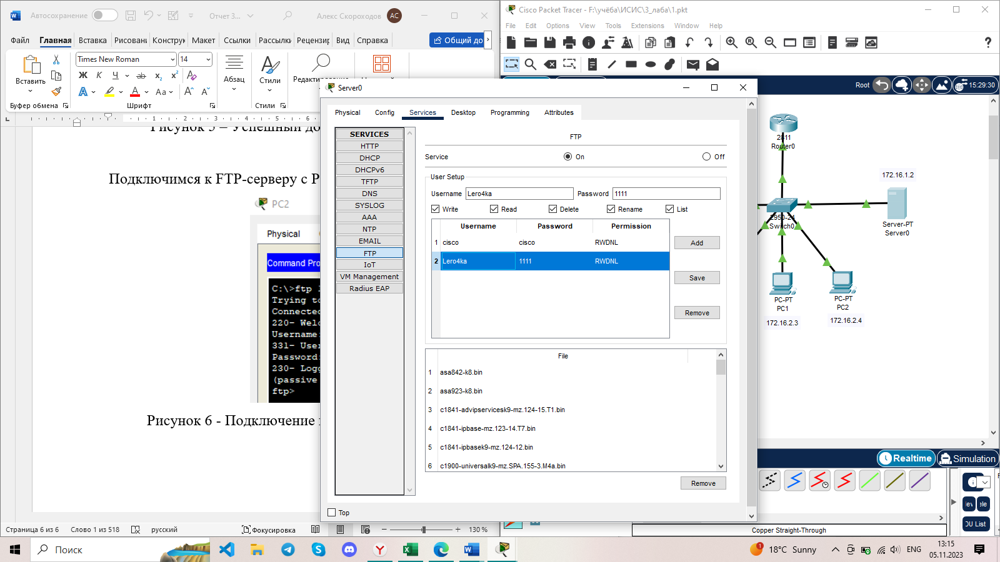 Автосохранение
Отчет 3...
Алекс Скороходов
АС
Файл
Главная
Вставка
Рисовани
Конструк
Макет
Ссылки
Рассылки
Рецензир
Вид
Справка
Общий до
Вставить
Буфер обмена
Times New Roman
14
Ж К Ч ab x₂ x²
Aa
Шрифт
Абзац
Стили
Стили
Редактирование
Подключимся к FTP-серверу с P
PC2
Physical
Command Pro
C:\>ftp 1
Trying to
Connected
220- Welc
Username:
331- User
Password:
230- Logg
(passive
ftp>
Рисунок 6 - Подключение
Страница 6 из 6
Слово 1 из 518
русский
Фокусировка
130 %
Server0
Physical
Config
Services
Desktop
Programming
Attributes
SERVICES
HTTP
DHCP
DHCPv6
TFTP
DNS
SYSLOG
AAA
NTP
EMAIL
FTP
IoT
VM Management
Radius EAP
FTP
Service
On
Off
User Setup
Username
Lero4ka
Password
1111
Write
Read
Delete
Rename
List
Username
Password
Permission
1 cisco cisco RWDNL
2 Lero4ka 1111 RWDNL
Add
Save
Remove
File
1 asa842-k8.bin
2 asa923-k8.bin
3 c1841-advipservicesk9-mz.124-15.T1.bin
4 c1841-ipbase-mz.123-14.T7.bin
5 c1841-ipbasek9-mz.124-12.bin
6 c1900-universalk9-mz.SPA.155-3.M4a.bin
Remove
Top
Cisco Packet Tracer - F:\учёба\ИСИС\3_лаба\1.pkt
File
Edit
Options
View
Tools
Extensions
Window
Help
Root
15:29:30
2811
Router0
172.16.1.2
2950-24
Switch0
Server-PT
Server0
PC-PT
PC1
172.16.2.3
PC-PT
PC2
172.16.2.4
Realtime
Simulation
DU List
Copper Straight-Through
Поиск
18°C Sunny
ENG
13:15
05.11.2023